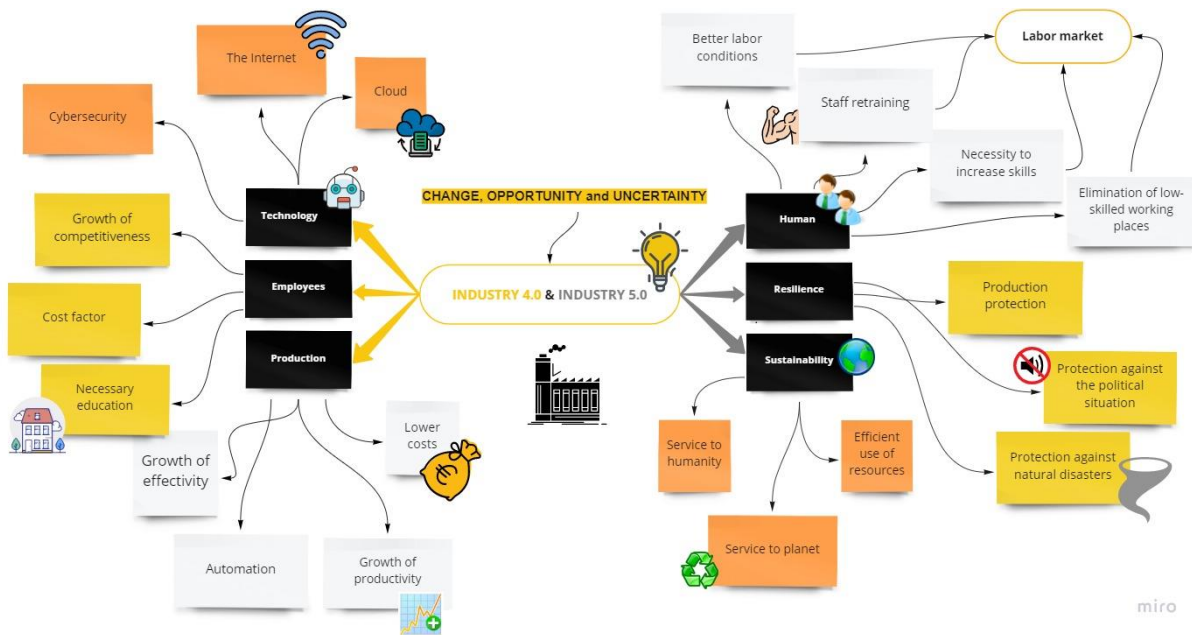 The Internet
Cloud
Cybersecurity
Technology
Growth of
competitiveness
Employees
Cost factor
Production
Necessary
education
Growth of
effectivity
Lower
costs
Automation
Growth of
productivity
CHANGE, OPPORTUNITY and UNCERTAINTY
INDUSTRY 4.0 & INDUSTRY 5.0
Better labor
conditions
Labor market
Staff retraining
Necessity to
increase skills
Elimination of low-
skilled working
places
Human
Resilience
Production
protection
Sustainability
Protection against
the political
situation
Protection against
natural disasters
Service to
humanity
Efficient
use of
resources
Service to planet
miro